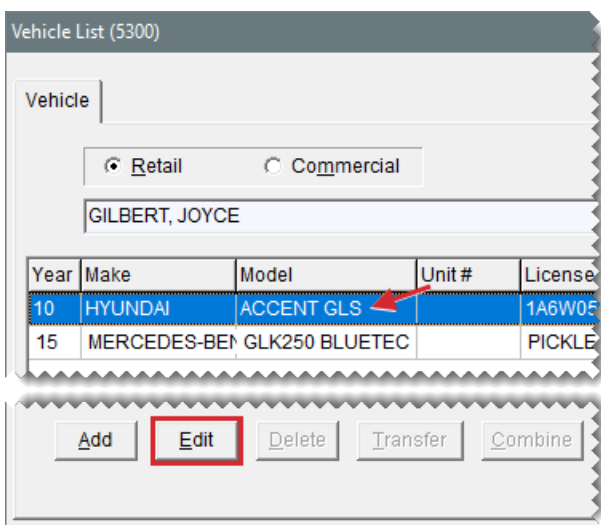 Vehicle List (5300)
Vehicle
Retail Commercial
GILBERT, JOYCE
Year Make Model Unit # License
10 HYUNDAI ACCENT GLS 1A6W05
15 MERCEDES-BEN GLK250 BLUETEC PICKLE
Add Edit Delete Transfer Combine